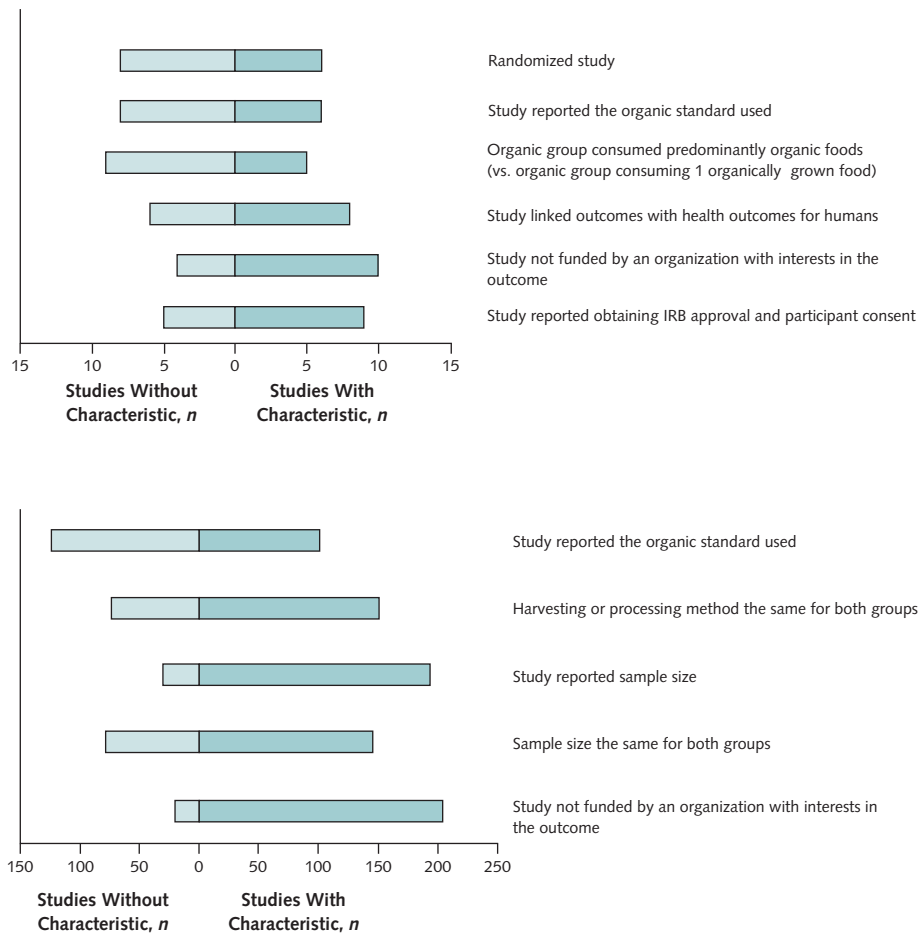 Randomized study
Study reported the organic standard used
Organic group consumed predominantly organic foods
(vs. organic group consuming 1 organically grown food)
Study linked outcomes with health outcomes for humans
Study not funded by an organization with interests in the
outcome
Study reported obtaining IRB approval and participant consent
15 10 5 0 5 10 15
Studies Without Studies With
Characteristic, n Characteristic, n
Study reported the organic standard used
Harvesting or processing method the same for both groups
Study reported sample size
Sample size the same for both groups
Study not funded by an organization with interests in
the outcome
150 100 50 0 50 100 150 200 250
Studies Without Studies With
Characteristic, n Characteristic, n